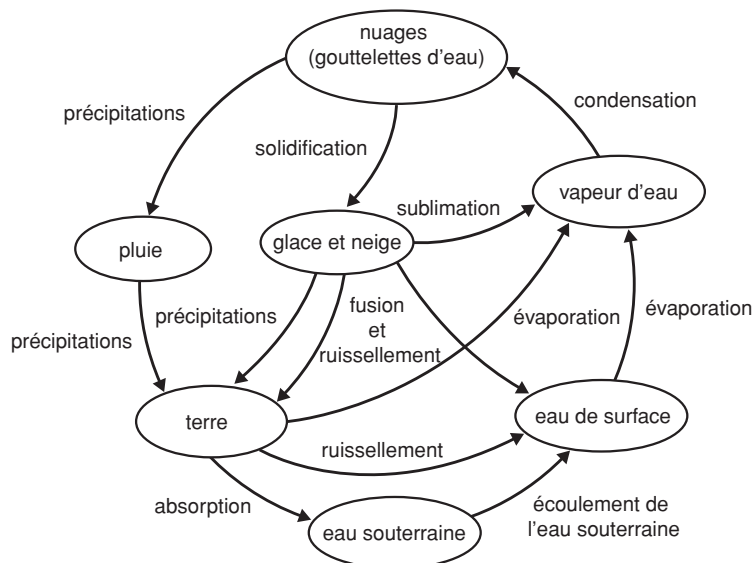 nuages
(gouttelettes d'eau)
précipitations
condensation
solidification
vapeur d'eau
sublimation
pluie
glace et neige
précipitations
fusion
et
ruissellement
évaporation
évaporation
précipitations
terre
eau de surface
ruissellement
absorption
eau souterraine
écoulement de
l'eau souterraine